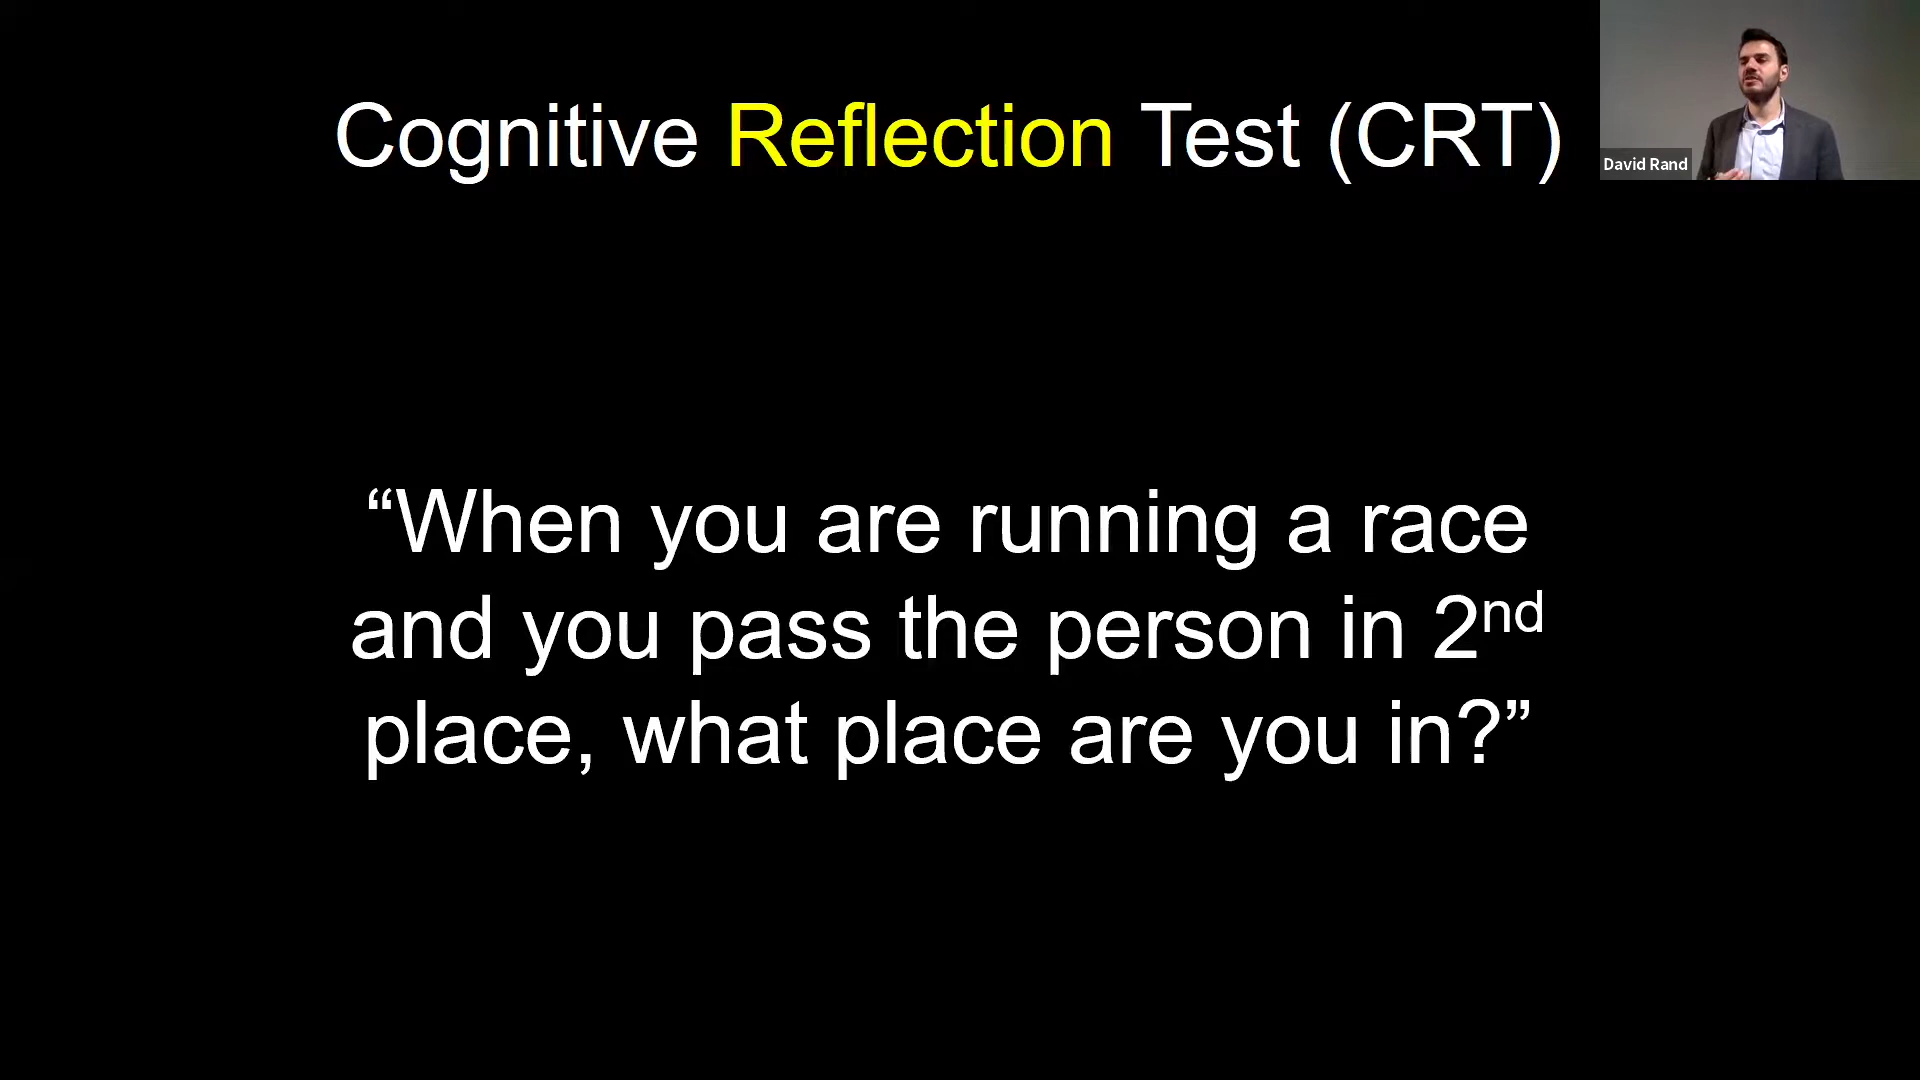 Cognitive Reflection Test (CRT)
David Rand
“When you are running a race
and you pass the person in 2nd
place, what place are you in?”